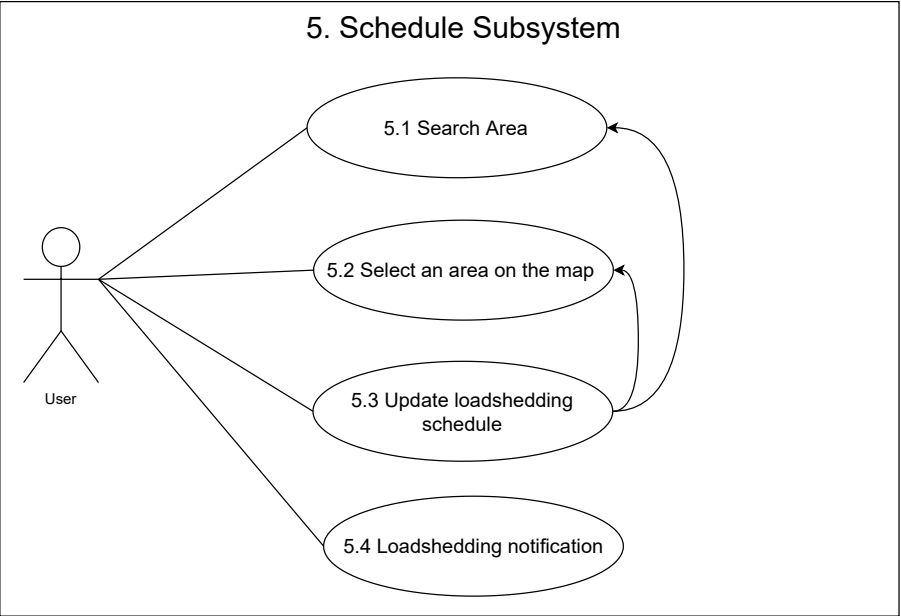 5. Schedule Subsystem
5.1 Search Area
5.2 Select an area on the map
5.3 Update loadshedding
schedule
User
5.4 Loadshedding notification